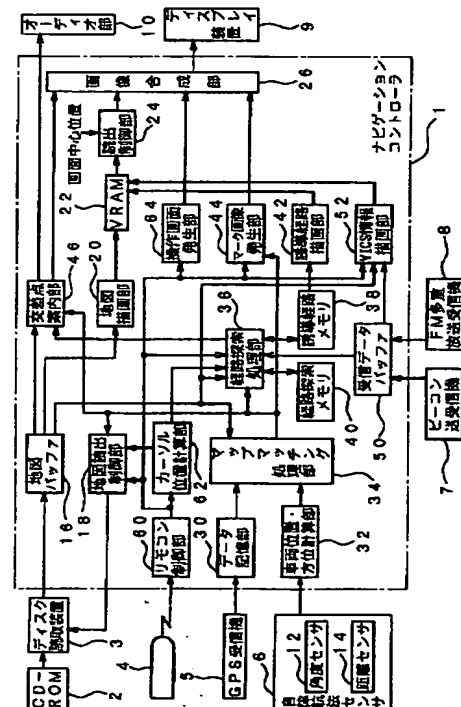 オーディオ部
10
ディスプレイ
装置
9
画像合成部
26
画面中心位置
読出
制御部
24
VRAM
22
地図
描画部
20
交差点
案内部
46
操作画面
発生部
64
マーク画像
発生部
44
誘導経路
描画部
42
VICS情報
描画部
52
ナビゲーション
コントローラ
1
地図
バッファ
16
地図読出
制御部
18
カーソル
位置計算部
62
リモコン
制御部
60
経路探索
処理部
36
誘導経路
メモリ
38
経路探索
メモリ
40
データ
記憶部
30
マップマッチング
処理部
34
車両位置・
方位計算部
32
受信データ
バッファ
50
ディスク
読取装置
3
CD-
ROM
2
4
GPS受信機
5
角度センサ
12
距離センサ
14
6
ビーコン
送受信機
7
FM多重
放送受信機
8